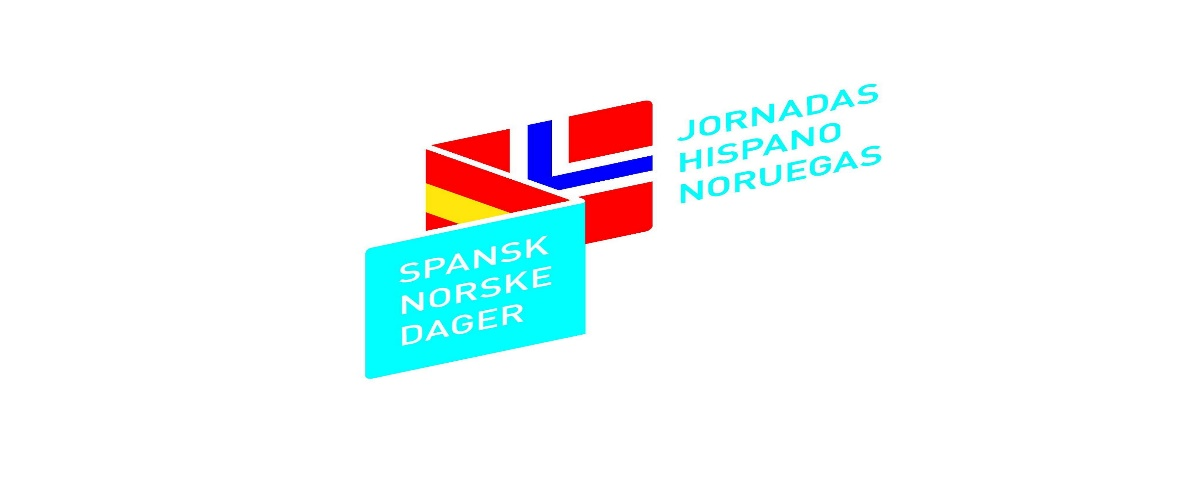 JORNADAS
HISPANO
NORUEGAS
SPANSK
NORSKE
DAGER